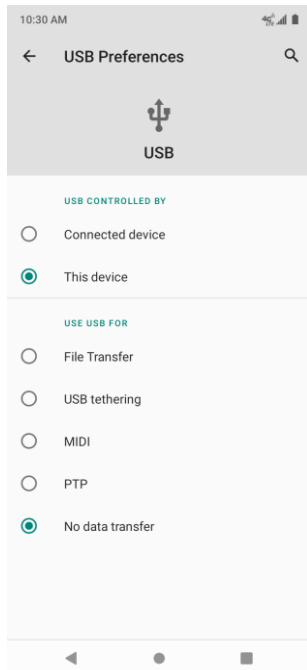 10:30 AM
USB Preferences
USB
USB CONTROLLED BY
Connected device
This device
USE USB FOR
File Transfer
USB tethering
MIDI
PTP
No data transfer